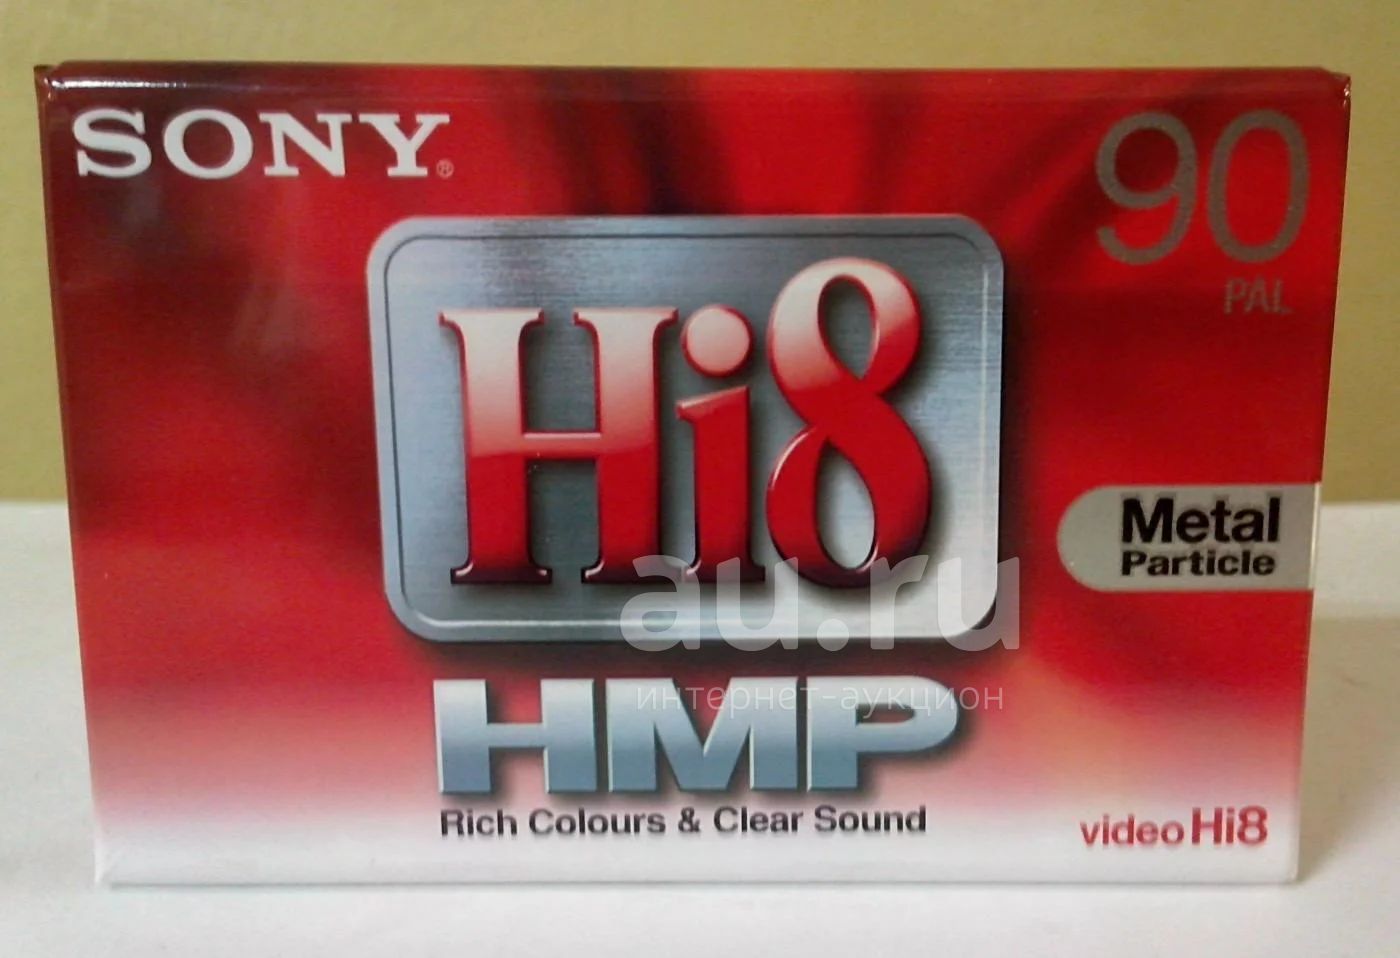 SONY®
90
PAL
Hi8
Metal
Particle
au.ru
интернет-аукцион
HMP
Rich Colours & Clear Sound
video Hi8